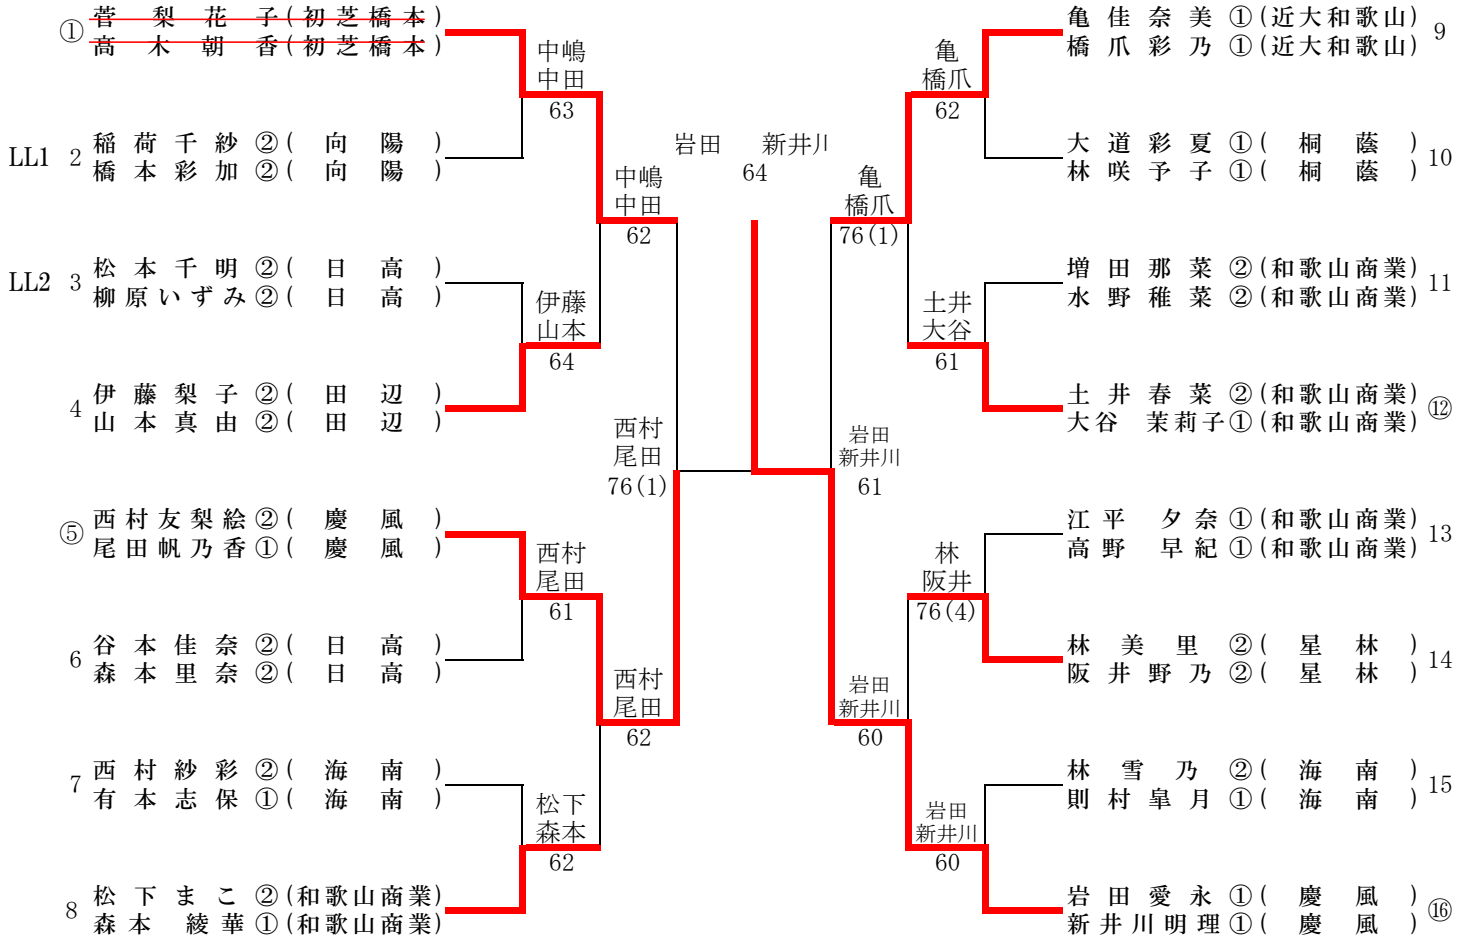 ① 菅梨花子(初芝橋本)
高木朝香(初芝橋本)
LL1 2 稲荷千紗②(向陽)
橋本彩加②(向陽)
LL2 3 松本千明②(日高)
柳原いずみ②(日高)
4 伊藤梨子②(田辺)
山本真由②(田辺)
⑤ 西村友梨絵②(慶風)
尾田帆乃香①(慶風)
6 谷本佳奈②(日高)
森本里奈②(日高)
7 西村紗彩②(海南)
有本志保①(海南)
8 松下まこ②(和歌山商業)
森本綾華①(和歌山商業)
中嶋
中田
63
伊藤
山本
64
西村
尾田
61
松下
森本
62
中嶋
中田
62
西村
尾田
62
西村
尾田
76(1)
岩田 新井川
64
岩田
新井川
61
亀
橋爪
76(1)
岩田
新井川
60
亀
橋爪
62
土井
大谷
61
林
阪井
76(4)
岩田
新井川
60
亀佳奈美①(近大和歌山) 9
橋爪彩乃①(近大和歌山)
大道彩夏①(桐蔭) 10
林咲予子①(桐蔭)
増田那菜②(和歌山商業) 11
水野稚菜②(和歌山商業)
土井春菜②(和歌山商業) ⑫
大谷茉莉子①(和歌山商業)
江平夕奈①(和歌山商業) 13
高野早紀①(和歌山商業)
林美里②(星林) 14
阪井野乃②(星林)
林雪乃②(海南) 15
則村皐月①(海南)
岩田愛永①(慶風) ⑯
新井川明理①(慶風)